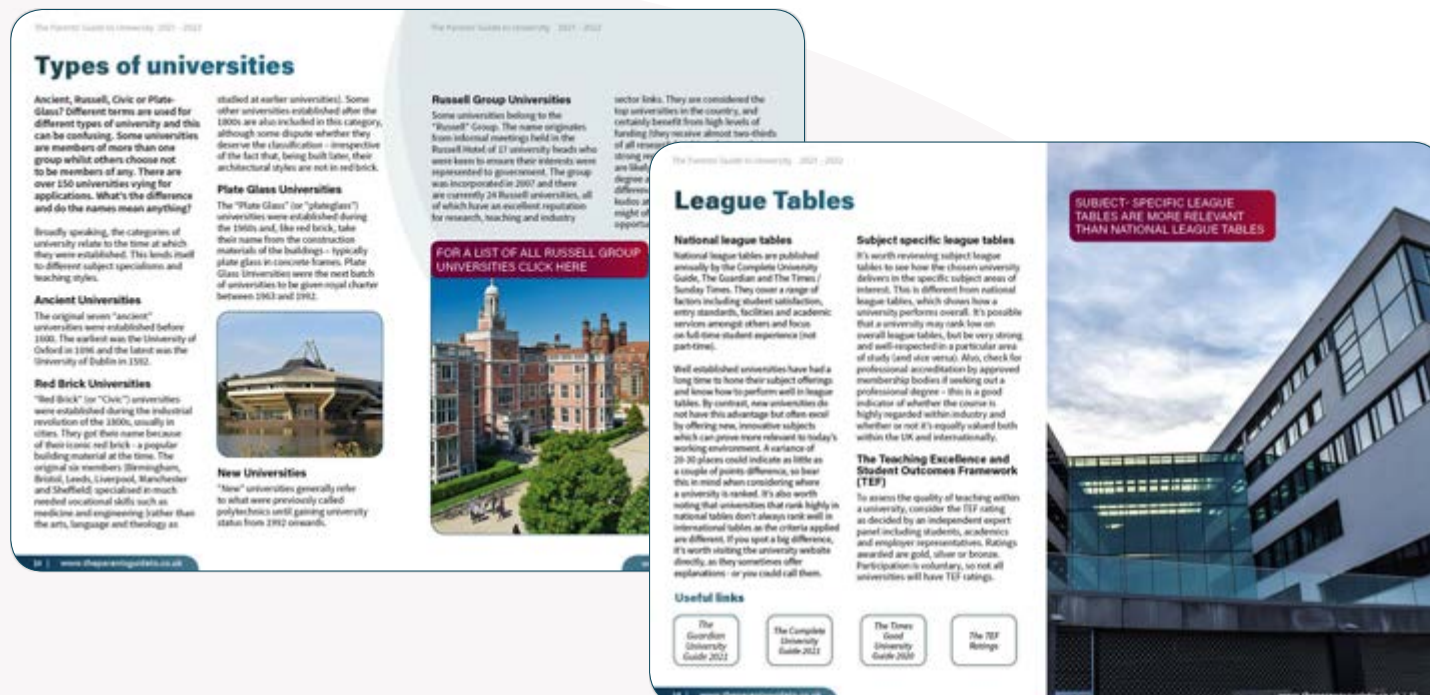 The Parents Guide to University 2021 - 2022
Types of universities
Ancient, Russell, Civic or Plate-
Glass? Different terms are used for
different types of university and this
can be confusing. Some universities
are members of more than one
group whilst others choose not
to be members of any. There are
over 150 universities vying for
applications. What's the difference
and do the names mean anything?
Broadly speaking, the categories of
university relate to the time at which
they were established. This lends itself
to different subject specialisms and
teaching styles.
Ancient Universities
The original seven "ancient"
universities were established before
1600. The earliest was the University of
Oxford in 1096 and the latest was the
University of Dublin in 1592.
Red Brick Universities
"Red Brick" (or "Civic") universities
were established during the industrial
revolution of the 1800s, usually in
cities. They got their name because
of their iconic red brick - a popular
building material at the time. The
original six members (Birmingham,
Bristol, Leeds, Liverpool, Manchester
and Sheffield) specialised in much
needed vocational skills such as
medicine and engineering (rather than
the arts, language and theology as
studied at earlier universities). Some
other universities established after the
1800s are also included in this category,
although some dispute whether they
deserve the classification - irrespective
of the fact that, being built later, their
architectural styles are not in red brick.
Plate Glass Universities
The "Plate Glass" (or "plateglass")
universities were established during
the 1960s and, like red brick, take
their name from the construction
materials of the buildings - typically
plate glass in concrete frames. Plate
Glass Universities were the next batch
of universities to be given royal charter
between 1963 and 1992.
New Universities
"New" universities generally refer
to what were previously called
polytechnics until gaining university
status from 1992 onwards.
www.theparentsguideto.co.uk
The Parents Guide to University 2021 - 2022
Russell Group Universities
Some universities belong to the
"Russell" Group. The name originates
from informal meetings held in the
Russell Hotel of 17 university heads who
were keen to ensure their interests were
represented to government. The group
was incorporated in 2007 and there
are currently 24 Russell universities, all
of which have an excellent reputation
for research, teaching and industry
sector links. They are considered the
top universities in the country, and
certainly benefit from high levels of
funding (they receive almost two-thirds
of all
strong
are likely
degree
kudos
might of
FOR A LIST OF ALL RUSSELL GROUP
UNIVERSITIES CLICK HERE
The Parents Guide to University 2021 - 2022
League Tables
National league tables
National league tables are published
annually by the Complete University
Guide, The Guardian and The Times /
Sunday Times. They cover a range of
factors including student satisfaction,
entry standards, facilities and academic
services amongst others and focus
on full-time student experience (not
part-time).
Well established universities have had a
long time to hone their subject offerings
and know how to perform well in league
tables. By contrast, new universities do
not have this advantage but often excel
by offering new, innovative subjects
which can prove more relevant to today's
working environment. A variance of
20-30 places could indicate as little as
a couple of points difference, so bear
this in mind when considering where
a university is ranked. It's also worth
noting that universities that rank highly in
national tables don't always rank well in
international tables as the criteria applied
are different. If you spot a big difference,
it's worth visiting the university website
directly, as they sometimes offer
explanations - or you could call them.
Subject specific league tables
It's worth reviewing subject league
tables to see how the chosen university
delivers in the specific subject areas of
interest. This is different from national
league tables, which shows how a
university performs overall. It's possible
that a university may rank low on
overall league tables, but be very strong
and well-respected in a particular area
of study (and vice versa). Also, check for
professional accreditation by approved
membership bodies if seeking out a
professional degree - this is a good
indicator of whether the course is
highly regarded within industry and
whether or not it's equally valued both
within the UK and internationally.
The Teaching Excellence and
Student Outcomes Framework
(TEF)
To assess the quality of teaching within
a university, consider the TEF rating
as decided by an independent expert
panel including students, academics
and employer representatives. Ratings
awarded are gold, silver or bronze.
Participation is voluntary, so not all
universities will have TEF ratings.
Useful links
The
Guardian
University
Guide 2021
The Complete
University
Guide 2021
The Times
Good
University
Guide 2020
The TEF
Ratings
SUBJECT- SPECIFIC LEAGUE
TABLES ARE MORE RELEVANT
THAN NATIONAL LEAGUE TABLES